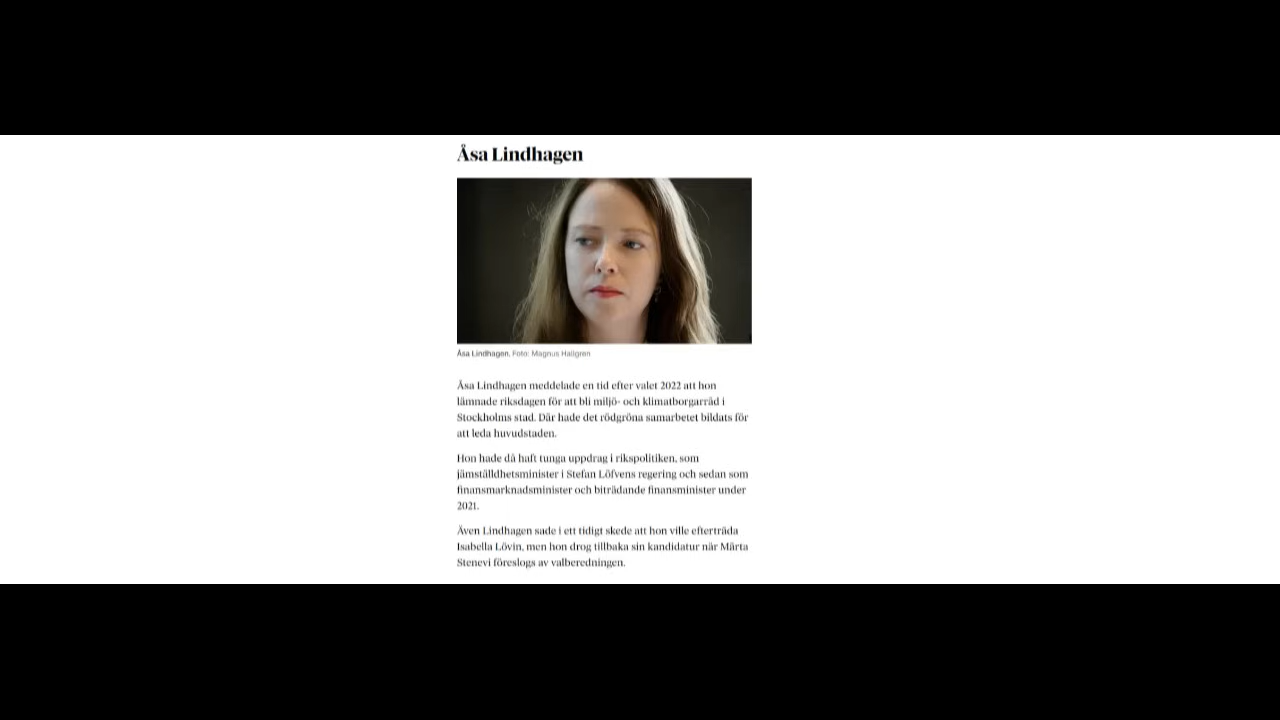 Åsa Lindhagen
Åsa Lindhagen. Foto: Magnus Hallgren
Åsa Lindhagen meddelade en tid efter valet 2022 att hon
lämnade riksdagen för att bli miljö- och klimatborgarråd i
Stockholms stad. Där hade det rödgröna samarbetet bildats för
att leda huvudstaden.
Hon hade då haft tunga uppdrag i rikspolitiken, som
jämställdhetsminister i Stefan Löfvens regering och sedan som
finansmarknadsminister och biträdande finansminister under
2021.
Även Lindhagen sade i ett tidigt skede att hon ville efterträda
Isabella Lövin, men hon drog tillbaka sin kandidatur när Märta
Stenevi föreslogs av valberedningen.